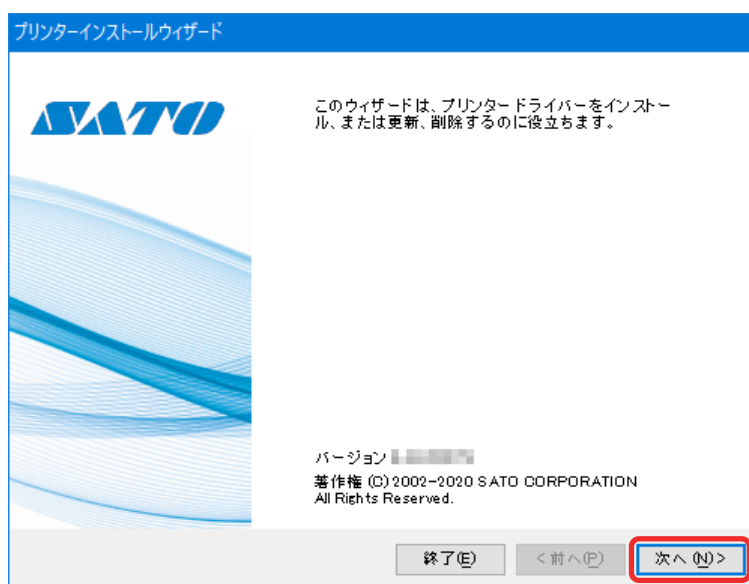 プリンターインストールウィザード
SATO
このウィザードは、プリンター ドライバーをインストー
ル、または更新、削除するのに役立ちます。
バージョン
著作権 (C) 2002-2020 SATO CORPORATION
All Rights Reserved.
終了(E)
<前へ(P)
次へ (N)>